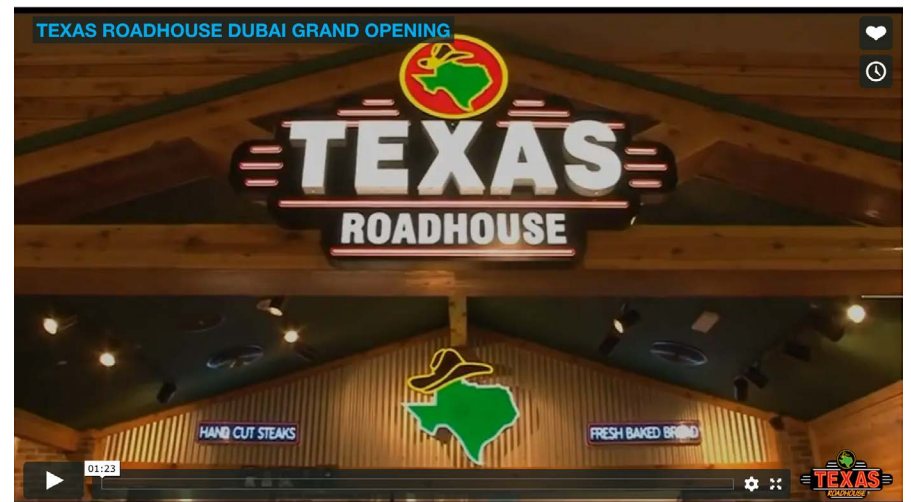 TEXAS ROADHOUSE DUBAI GRAND OPENING
TEXAS
ROADHOUSE
HAND CUT STEAKS
FRESH BAKED BREAD
01:23
TEXAS
ROADHOUSE